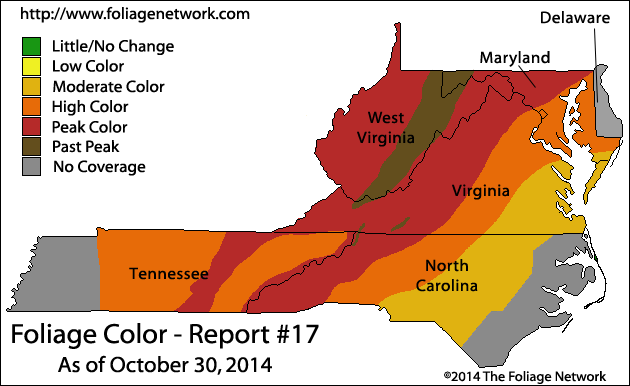 http://www.foliagenetwork.com
Delaware
Little/No Change
Low Color
Moderate Color
High Color
Peak Color
Past Peak
No Coverage
Maryland
West
Virginia
Virginia
Tennessee
North
Carolina
Foliage Color - Report #17
As of October 30, 2014
©2014 The Foliage Network